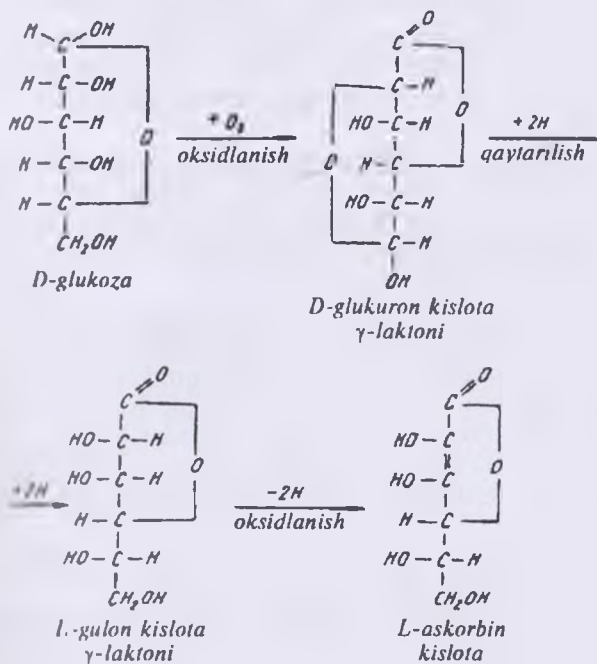 H OH
C
H – C – OH
HO – C – H
O
H – C – OH
H – C
CH₂OH
D-glukoza
+ O₂
oksidlanish
O
C
C – H
O
HO – C – H
O
H – C
HO – C – H
C – H
OH
D-glukuron kislota
γ-laktoni
+ 2H
qaytarilish
+2H
O
C
HO – C – H
O
HO – C – H
H – C
HO – C – H
CH₂OH
L-gulon kislota
γ-laktoni
–2H
oksidlanish
O
C
HO – C
O
HO – C
H – C
HO – C – H
CH₂OH
L-askorbin
kislota